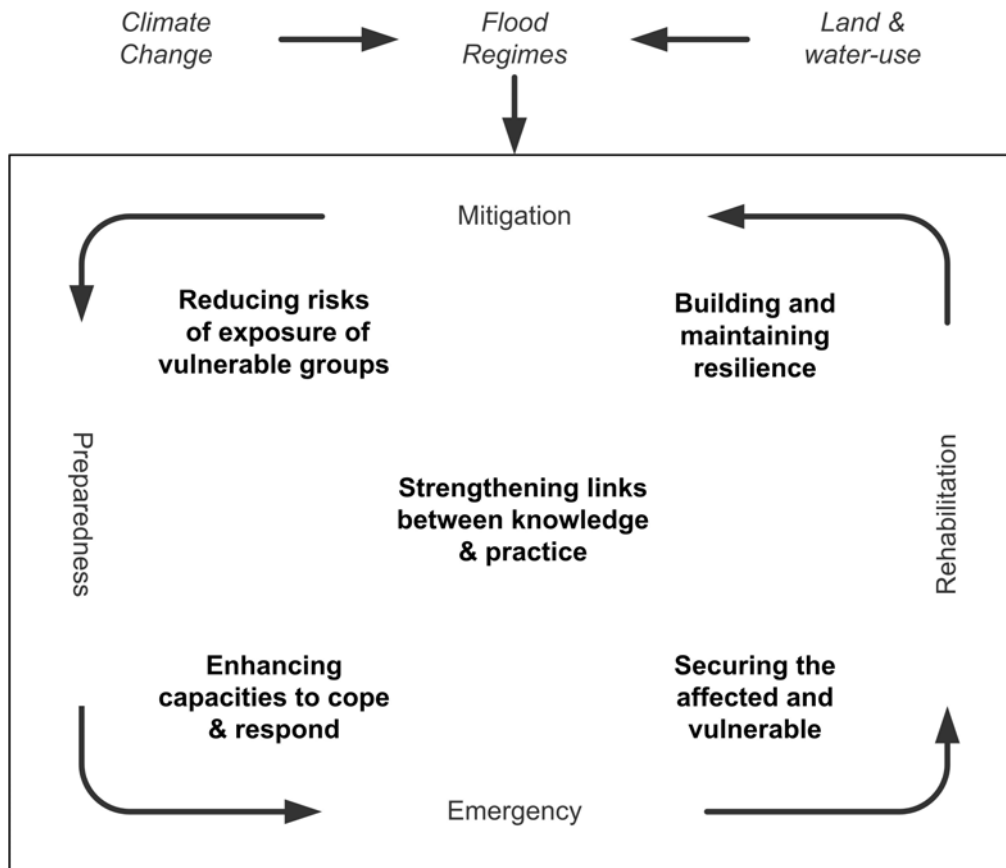 Climate
Change
Flood
Regimes
Land &
water-use
Mitigation
Reducing risks
of exposure of
vulnerable groups
Building and
maintaining
resilience
Preparedness
Strengthening links
between knowledge
& practice
Rehabilitation
Enhancing
capacities to cope
& respond
Securing the
affected and
vulnerable
Emergency